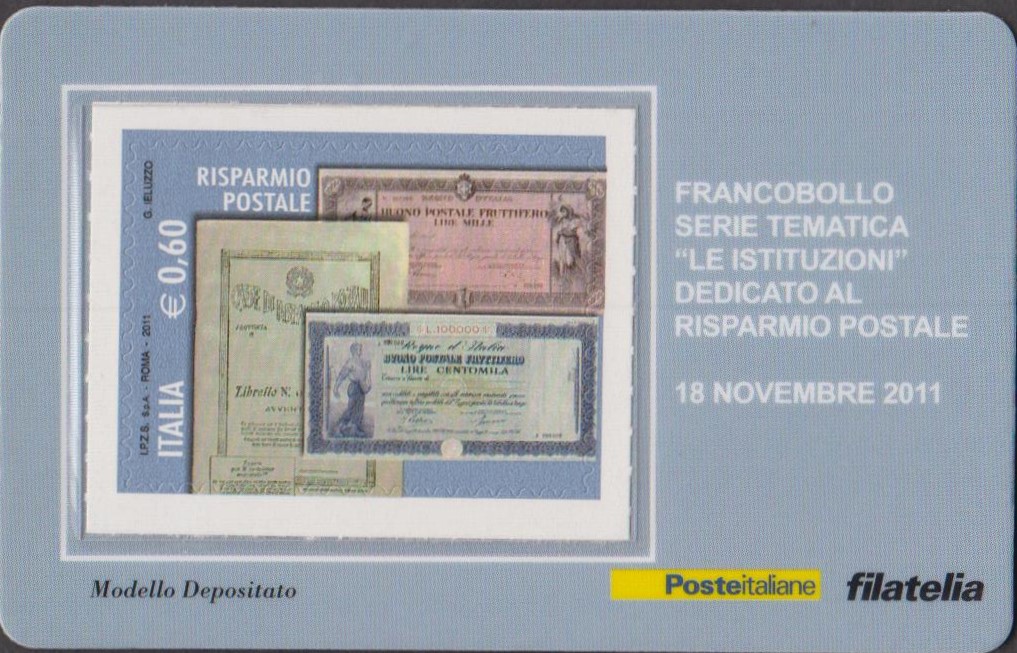 RISPARMIO
POSTALE
ITALIA € 0,60
I.P.Z.S. S.p.A. - ROMA - 2011 G. IELUZZO
BUONO POSTALE FRUTTIFERO
LIRE MILLE
Libretto N.
L.100000
Regno d'Italia
BUONO POSTALE FRUTTIFERO
LIRE CENTOMILA
FRANCOBOLLO
SERIE TEMATICA
“LE ISTITUZIONI”
DEDICATO AL
RISPARMIO POSTALE
18 NOVEMBRE 2011
Modello Depositato
Posteitaliane filatelia